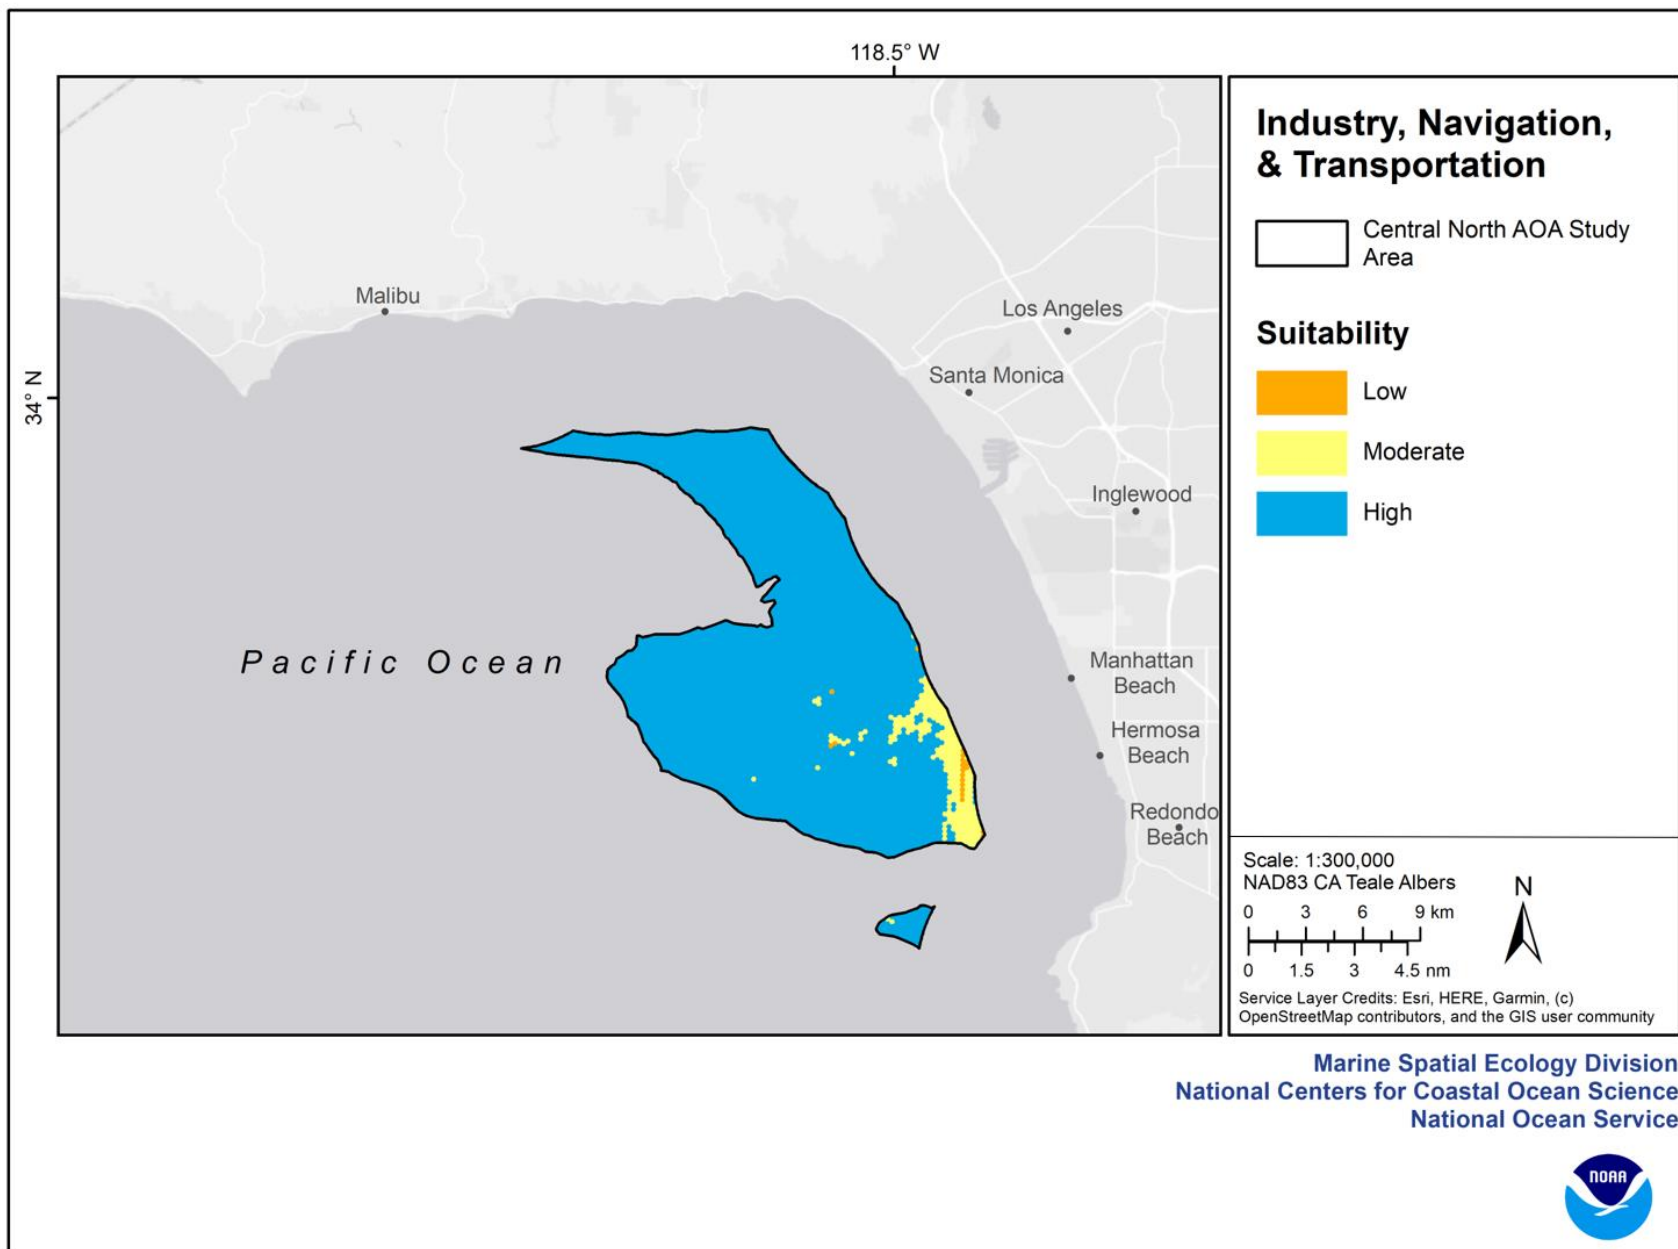 118.5° W
34° N
Malibu
Los Angeles
Santa Monica
Inglewood
Pacific Ocean
Manhattan
Beach
Hermosa
Beach
Redondo
Beach
Industry, Navigation,
& Transportation
Central North AOA Study
Area
Suitability
Low
Moderate
High
Scale: 1:300,000
NAD83 CA Teale Albers
N
0 3 6 9 km
0 1.5 3 4.5 nm
Service Layer Credits: Esri, HERE, Garmin, (c)
OpenStreetMap contributors, and the GIS user community
Marine Spatial Ecology Division
National Centers for Coastal Ocean Science
National Ocean Service
NOAA